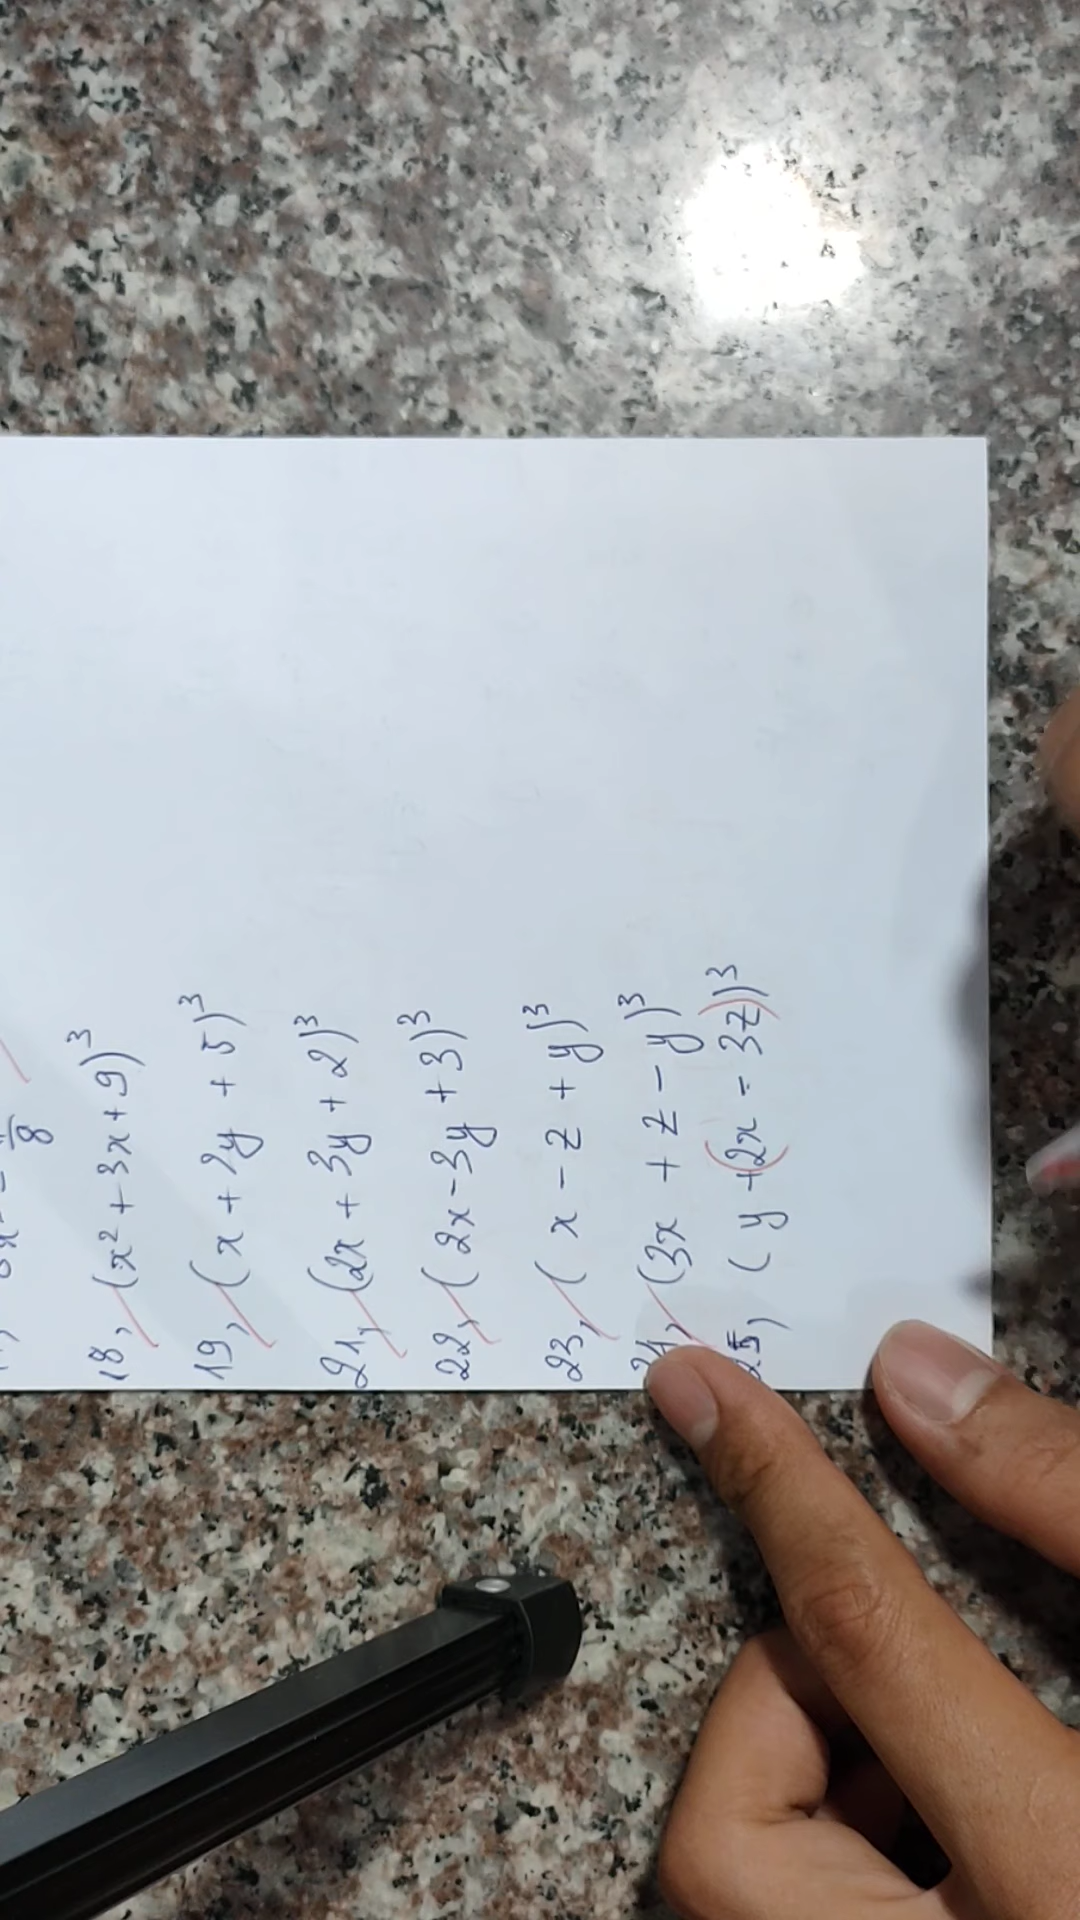 8
18, (x² + 3x + 9)³
19, (x + 2y + 5)³
21, (2x + 3y + 2)³
22, (2x - 3y + 3)³
23, (x - z + y)³
24, (3x + z - y)³
25, (y + 2x - 3z)³